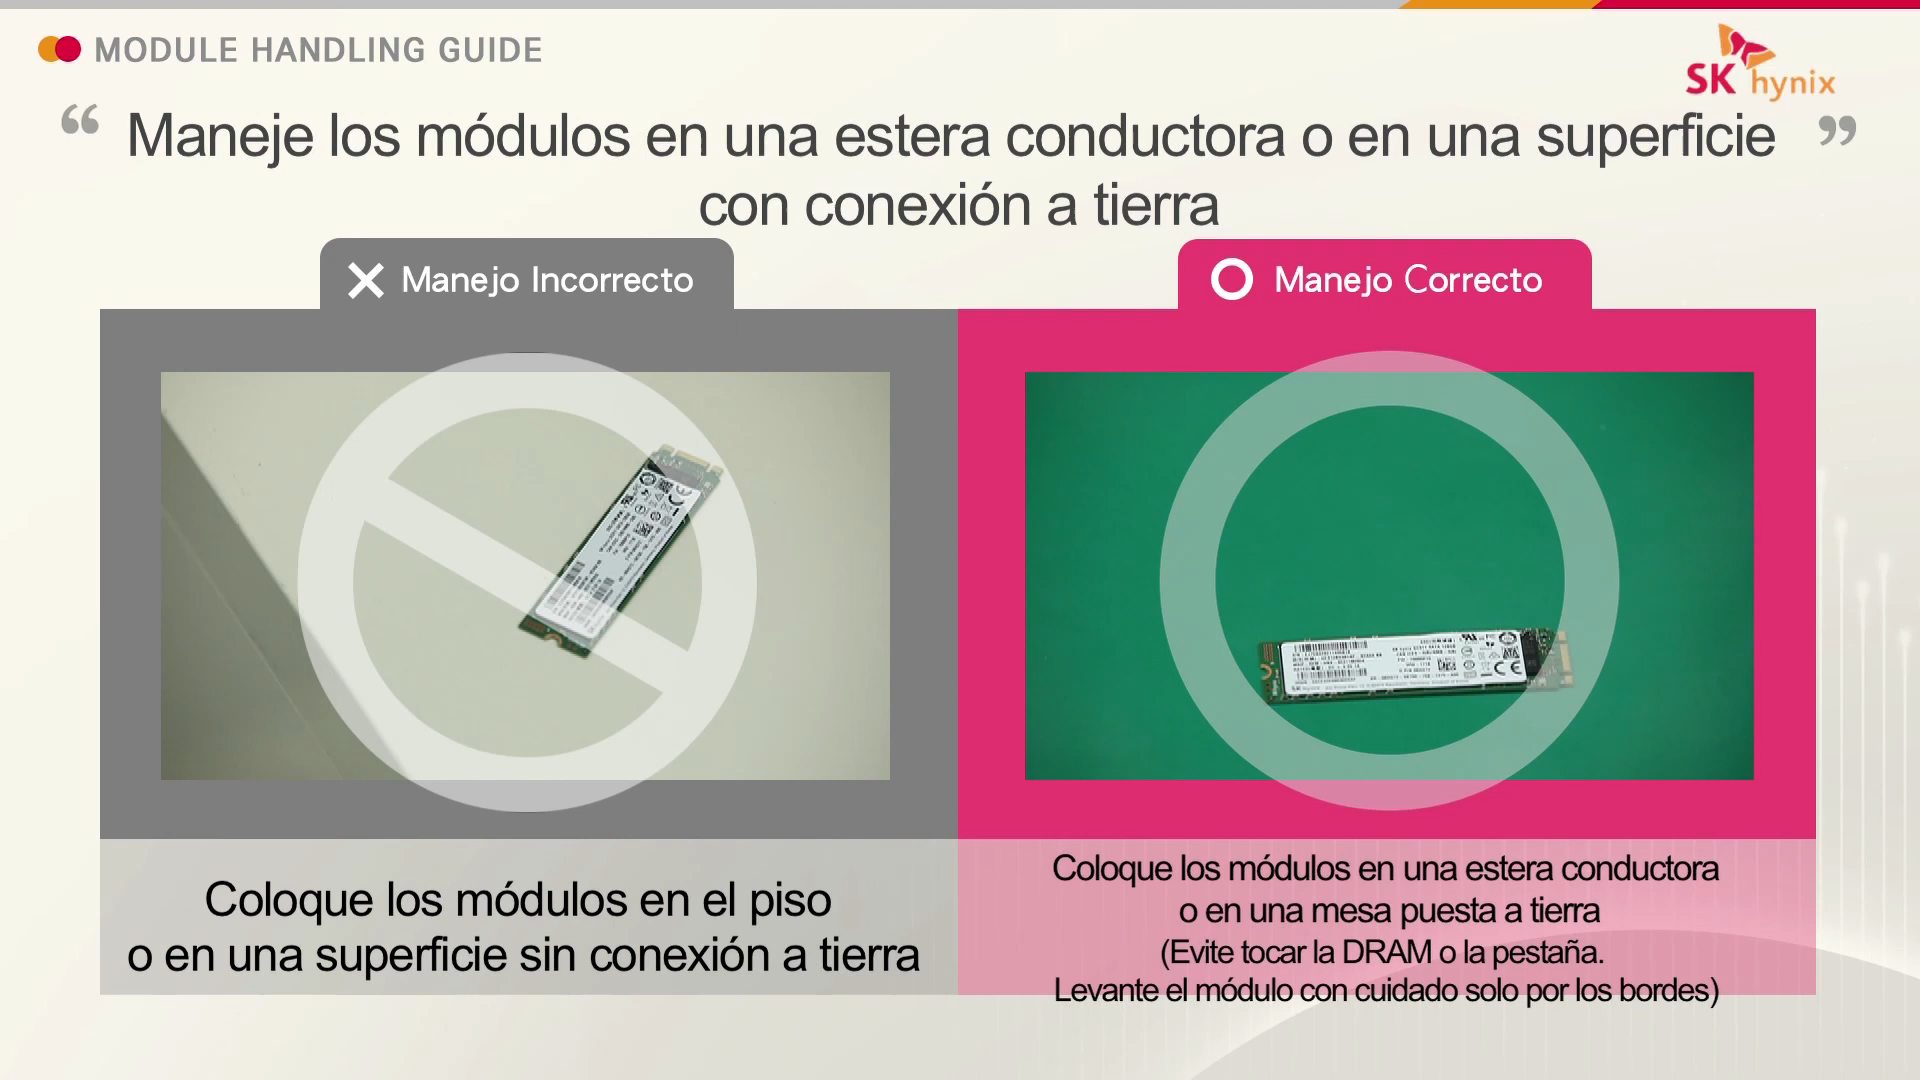 MODULE HANDLING GUIDE
SK hynix
“ Maneje los módulos en una estera conductora o en una superficie ”
con conexión a tierra
Manejo Incorrecto
Manejo Correcto
Coloque los módulos en el piso
o en una superficie sin conexión a tierra
Coloque los módulos en una estera conductora
o en una mesa puesta a tierra
(Evite tocar la DRAM o la pestaña.
Levante el módulo con cuidado solo por los bordes)